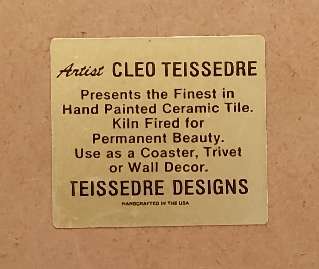 Artist CLEO TEISSEDRE
Presents the Finest in
Hand Painted Ceramic Tile.
Kiln Fired for
Permanent Beauty.
Use as a Coaster, Trivet
or Wall Decor.
TEISSEDRE DESIGNS
HANDCRAFTED IN THE USA